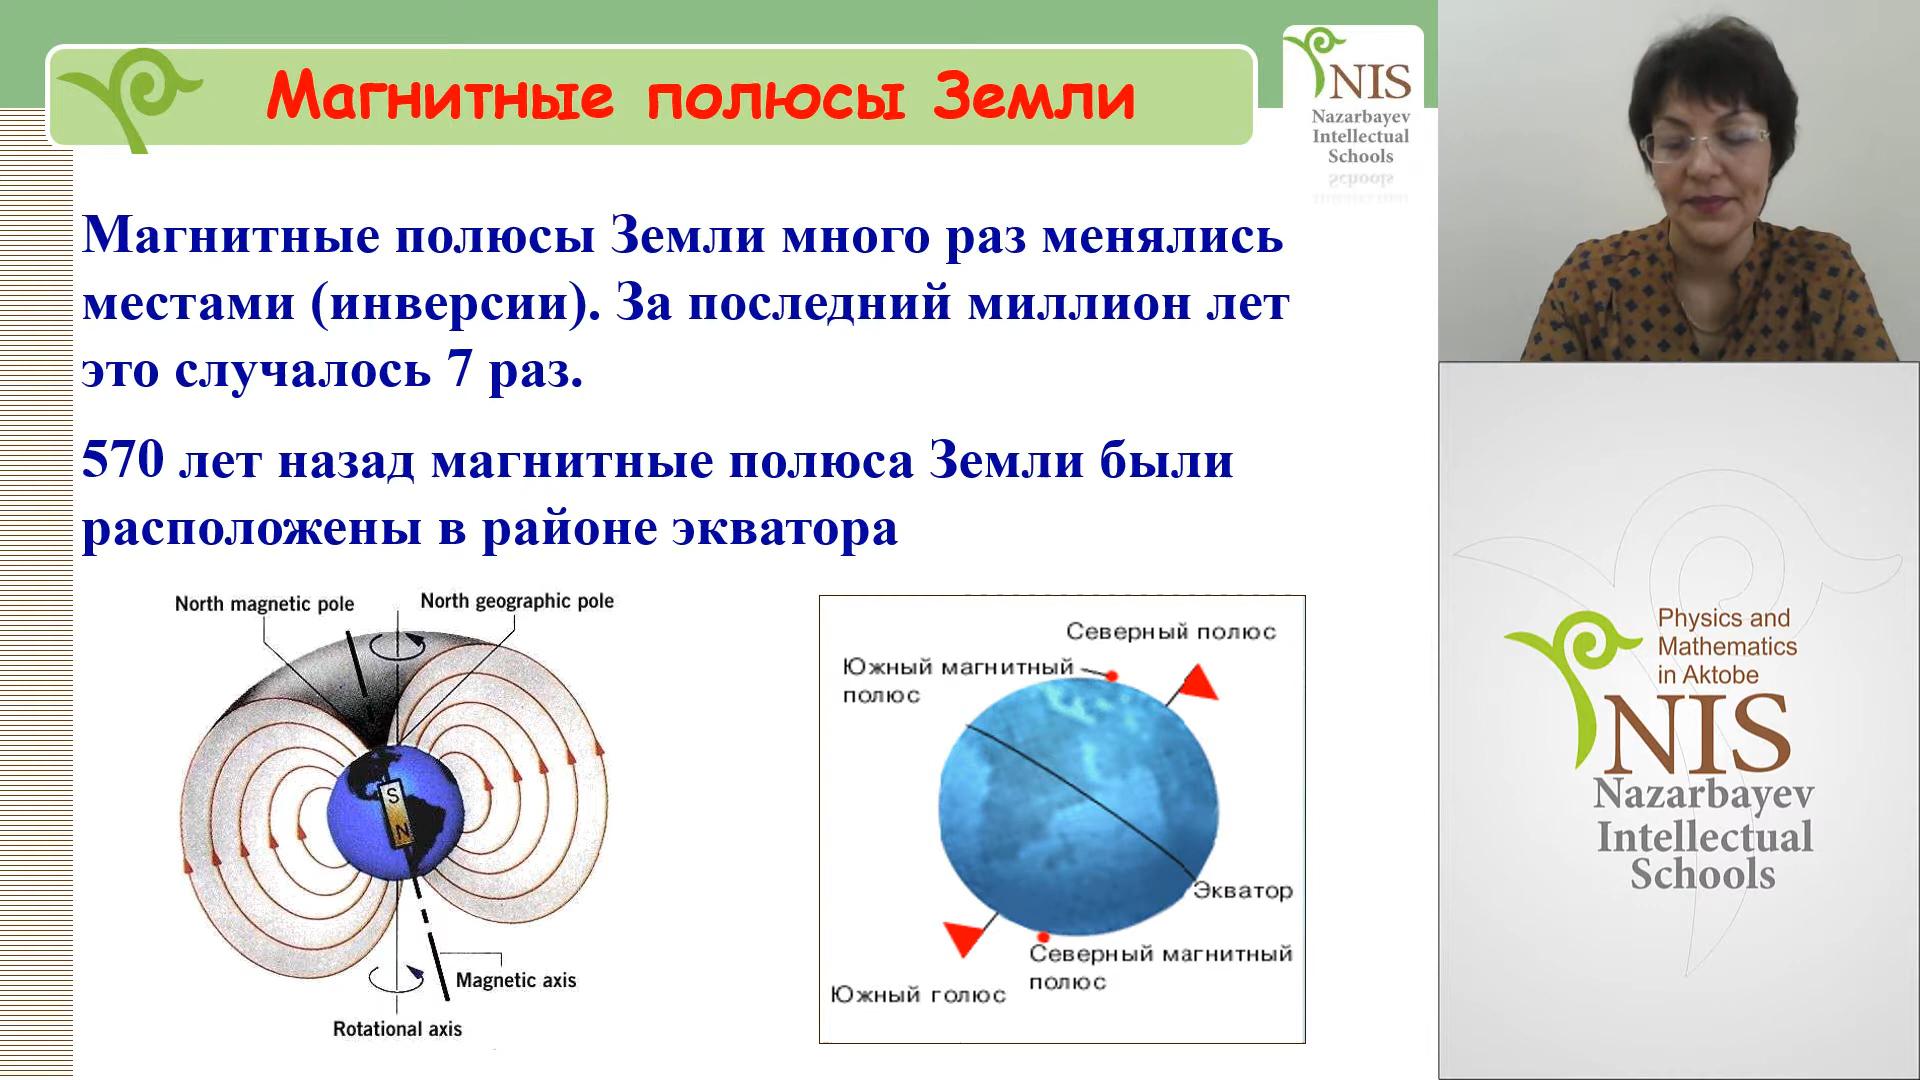 Магнитные полюсы Земли
NIS
Nazarbayev
Intellectual
Schools
Магнитные полюсы Земли много раз менялись
местами (инверсии). За последний миллион лет
это случалось 7 раз.
570 лет назад магнитные полюса Земли были
расположены в районе экватора
North magnetic pole
North geographic pole
S
N
Magnetic axis
Rotational axis
Северный полюс
Южный магнитный
полюс
Экватор
Северный магнитный
полюс
Южный голюс
Physics and
Mathematics
in Aktobe
NIS
Nazarbayev
Intellectual
Schools